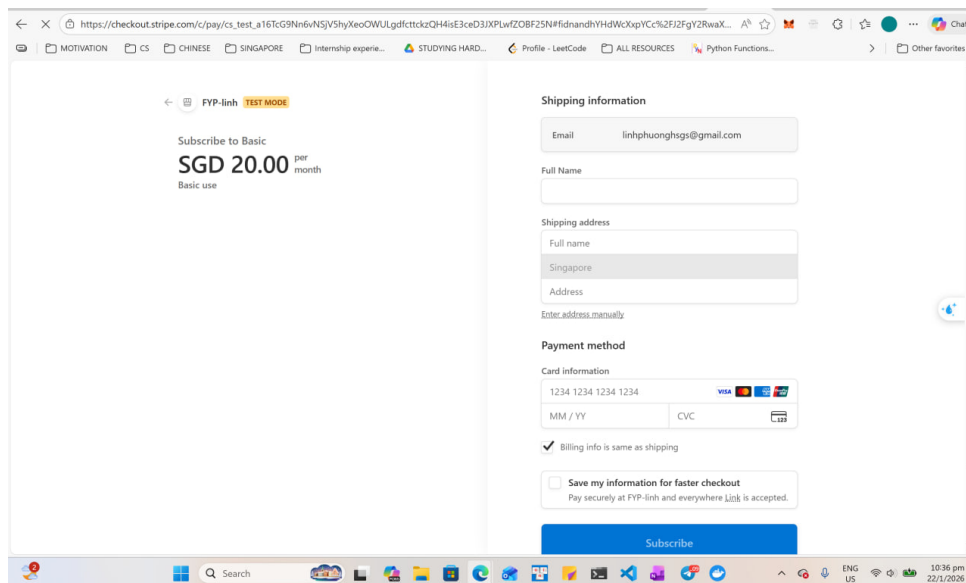 https://checkout.stripe.com/c/pay/cs_test_a16TcG9Nn6vNSjV5hyXeoOWULgdfcttckzQH4isE3ceD3JXPLwfZOBF25N#fidnandhYHdWcXxpYCc%2FJ2FgY2RwaX...
Chat
MOTIVATION CS CHINESE SINGAPORE Internship experie... STUDYING HARD... Profile - LeetCode ALL RESOURCES Python Functions... Other favorites
FYP-linh TEST MODE
Subscribe to Basic
SGD 20.00 per month
Basic use
Shipping information
Email linhphuonghsgs@gmail.com
Full Name
Shipping address
Full name
Singapore
Address
Enter address manually
Payment method
Card information
1234 1234 1234 1234 VISA
MM / YY CVC
Billing info is same as shipping
Save my information for faster checkout
Pay securely at FYP-linh and everywhere Link is accepted.
Subscribe
2 Search ENG 10:36 pm
US 22/1/2026